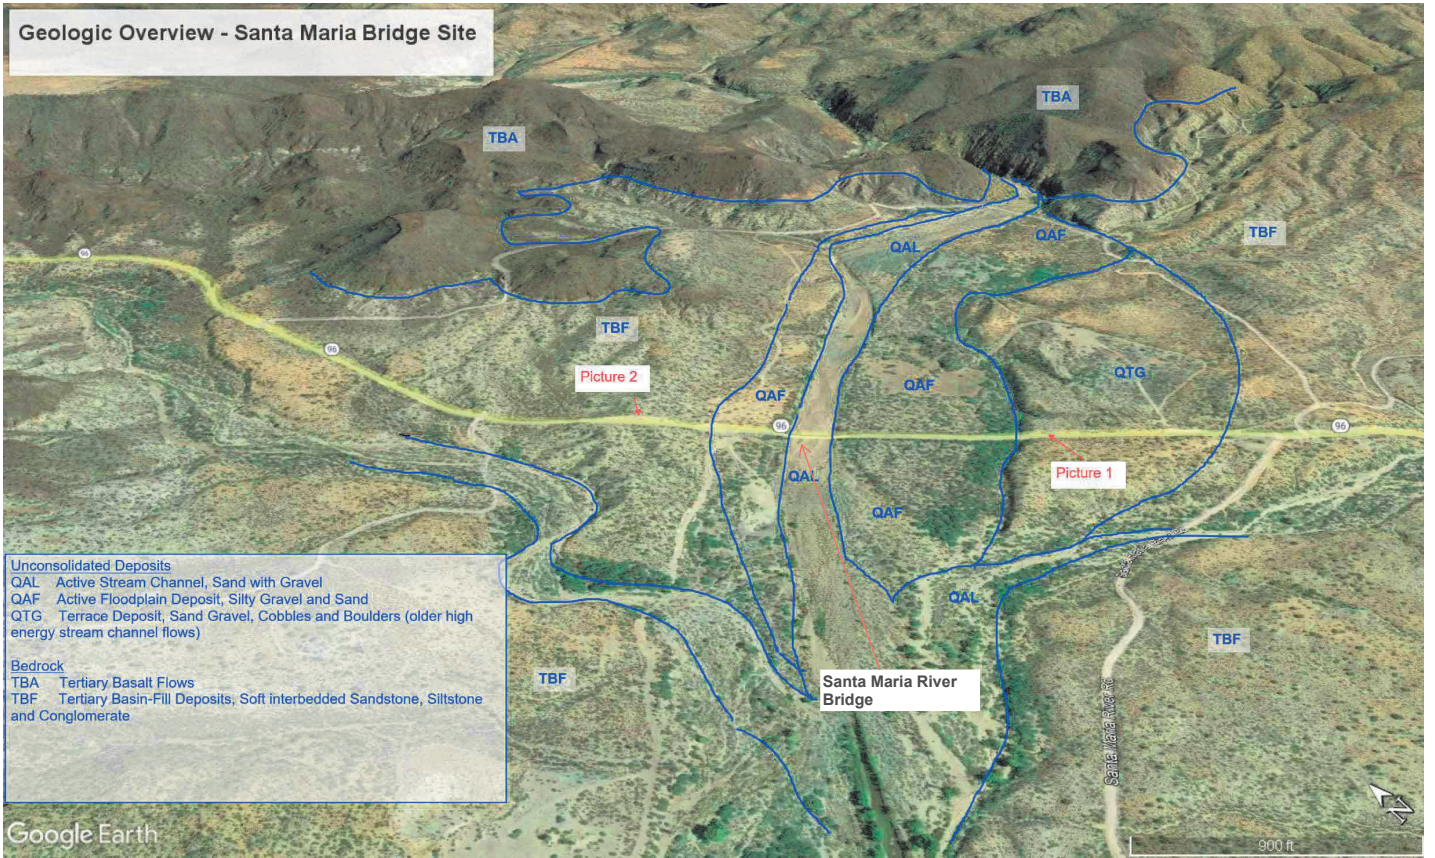 Geologic Overview - Santa Maria Bridge Site
TBA
TBA
QAF
TBF
QAL
96
TBF
96
Picture 2
QTG
QAF
QAF
96
96
Picture 1
QAL
QAF
Unconsolidated Deposits
QAL Active Stream Channel, Sand with Gravel
QAF Active Floodplain Deposit, Silty Gravel and Sand
QTG Terrace Deposit, Sand Gravel, Cobbles and Boulders (older high
energy stream channel flows)
Bedrock
TBA Tertiary Basalt Flows
TBF Tertiary Basin-Fill Deposits, Soft interbedded Sandstone, Siltstone
and Conglomerate
QAL
TBF
TBF
Santa Maria River
Bridge
Santa Maria River Rd
N
Google Earth
900 ft